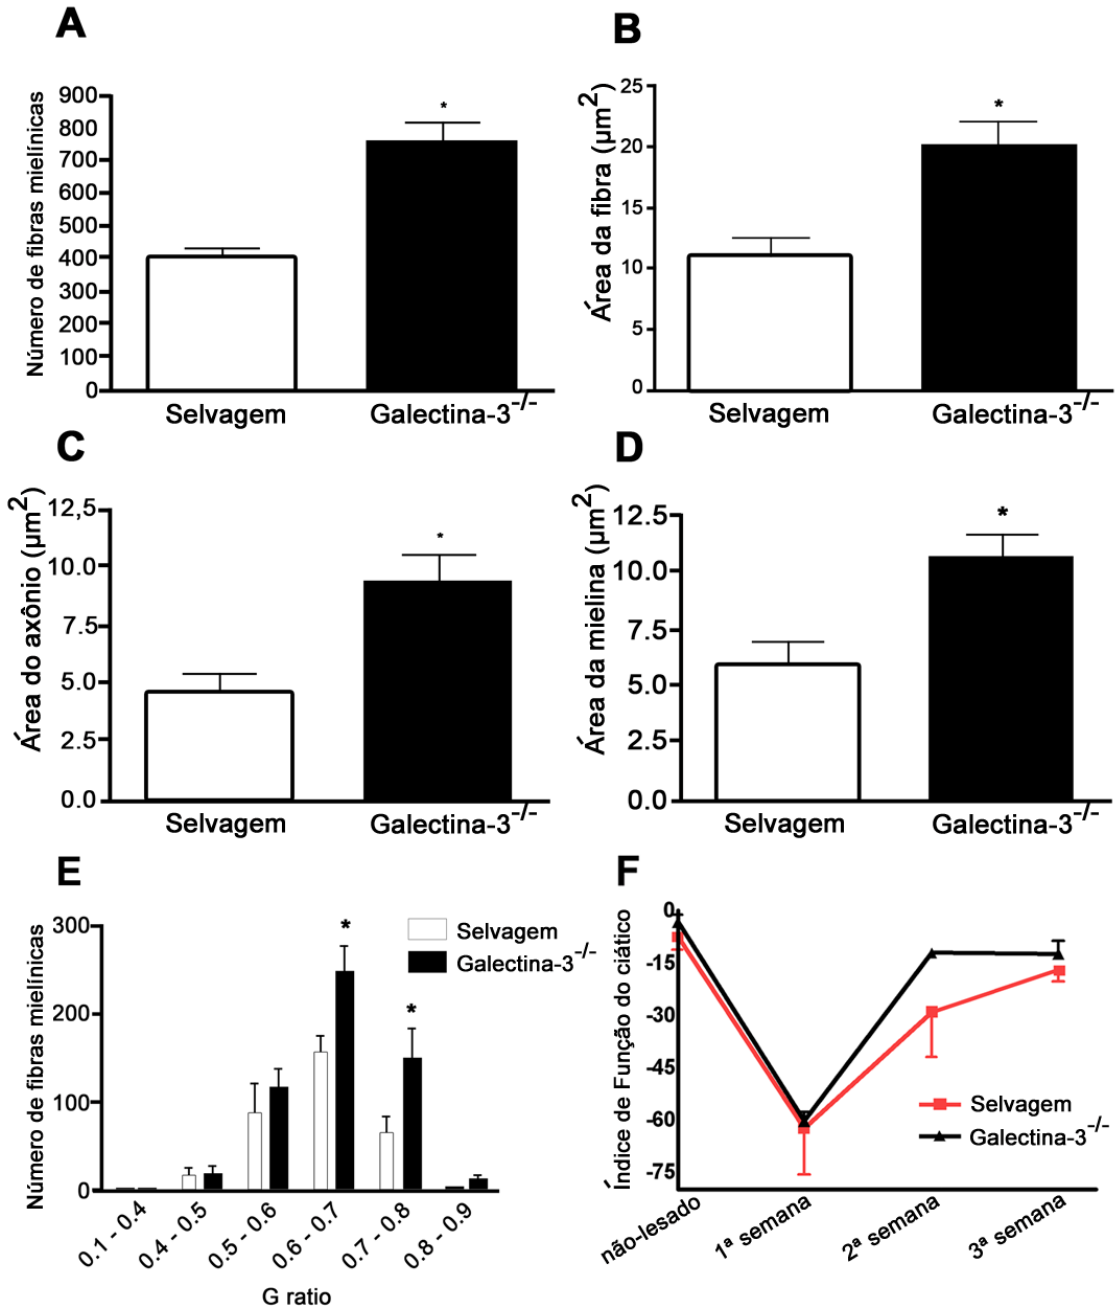 A
Número de fibras mielínicas
900
800
700
600
500
400
300
200
100
0
*
Selvagem
Galectina-3-/-
B
Área da fibra (µm2)
25
20
15
10
5
0
*
Selvagem
Galectina-3-/-
C
Área do axônio (µm2)
12,5
10.0
7.5
5.0
2.5
0.0
*
Selvagem
Galectina-3-/-
D
Área da mielina (µm2)
12.5
10.0
7.5
5.0
2.5
0.0
*
Selvagem
Galectina-3-/-
E
Número de fibras mielínicas
300
200
100
0
*
*
Selvagem
Galectina-3-/-
0.1 - 0.4
0.4 - 0.5
0.5 - 0.6
0.6 - 0.7
0.7 - 0.8
0.8 - 0.9
G ratio
F
Índice de Função do ciático
0
-15
-30
-45
-60
-75
Selvagem
Galectina-3-/-
não-lesado
1ª semana
2ª semana
3ª semana